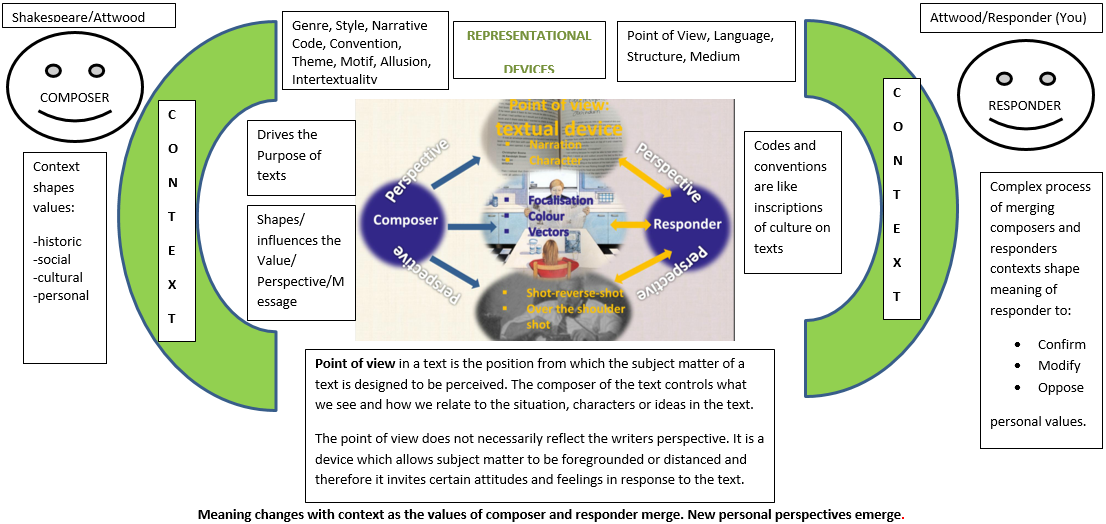 Shakespeare/Attwood
COMPOSER
Context
shapes
values:
-historic
-social
-cultural
-personal
C
O
N
T
E
X
T
Genre, Style, Narrative
Code, Convention,
Theme, Motif, Allusion,
Intertextuality
REPRESENTATIONAL
DEVICES
Point of View, Language,
Structure, Medium
Drives the
Purpose of
texts
Shapes/
influences the
Value/
Perspective/M
essage
Point of view:
textual device
Narration
Character
Perspective
Perspective
Composer
Focalisation
Colour
Vectors
Responder
Perspective
Perspective
Shot-reverse-shot
Over the shoulder
shot
Codes and
conventions
are like
inscriptions
of culture on
texts
C
O
N
T
E
X
T
Attwood/Responder (You)
RESPONDER
Complex process
of merging
composers and
responders
contexts shape
meaning of
responder to:
• Confirm
• Modify
• Oppose
personal values.
Point of view in a text is the position from which the subject matter of a
text is designed to be perceived. The composer of the text controls what
we see and how we relate to the situation, characters or ideas in the text.
The point of view does not necessarily reflect the writers perspective. It is a
device which allows subject matter to be foregrounded or distanced and
therefore it invites certain attitudes and feelings in response to the text.
Meaning changes with context as the values of composer and responder merge. New personal perspectives emerge.